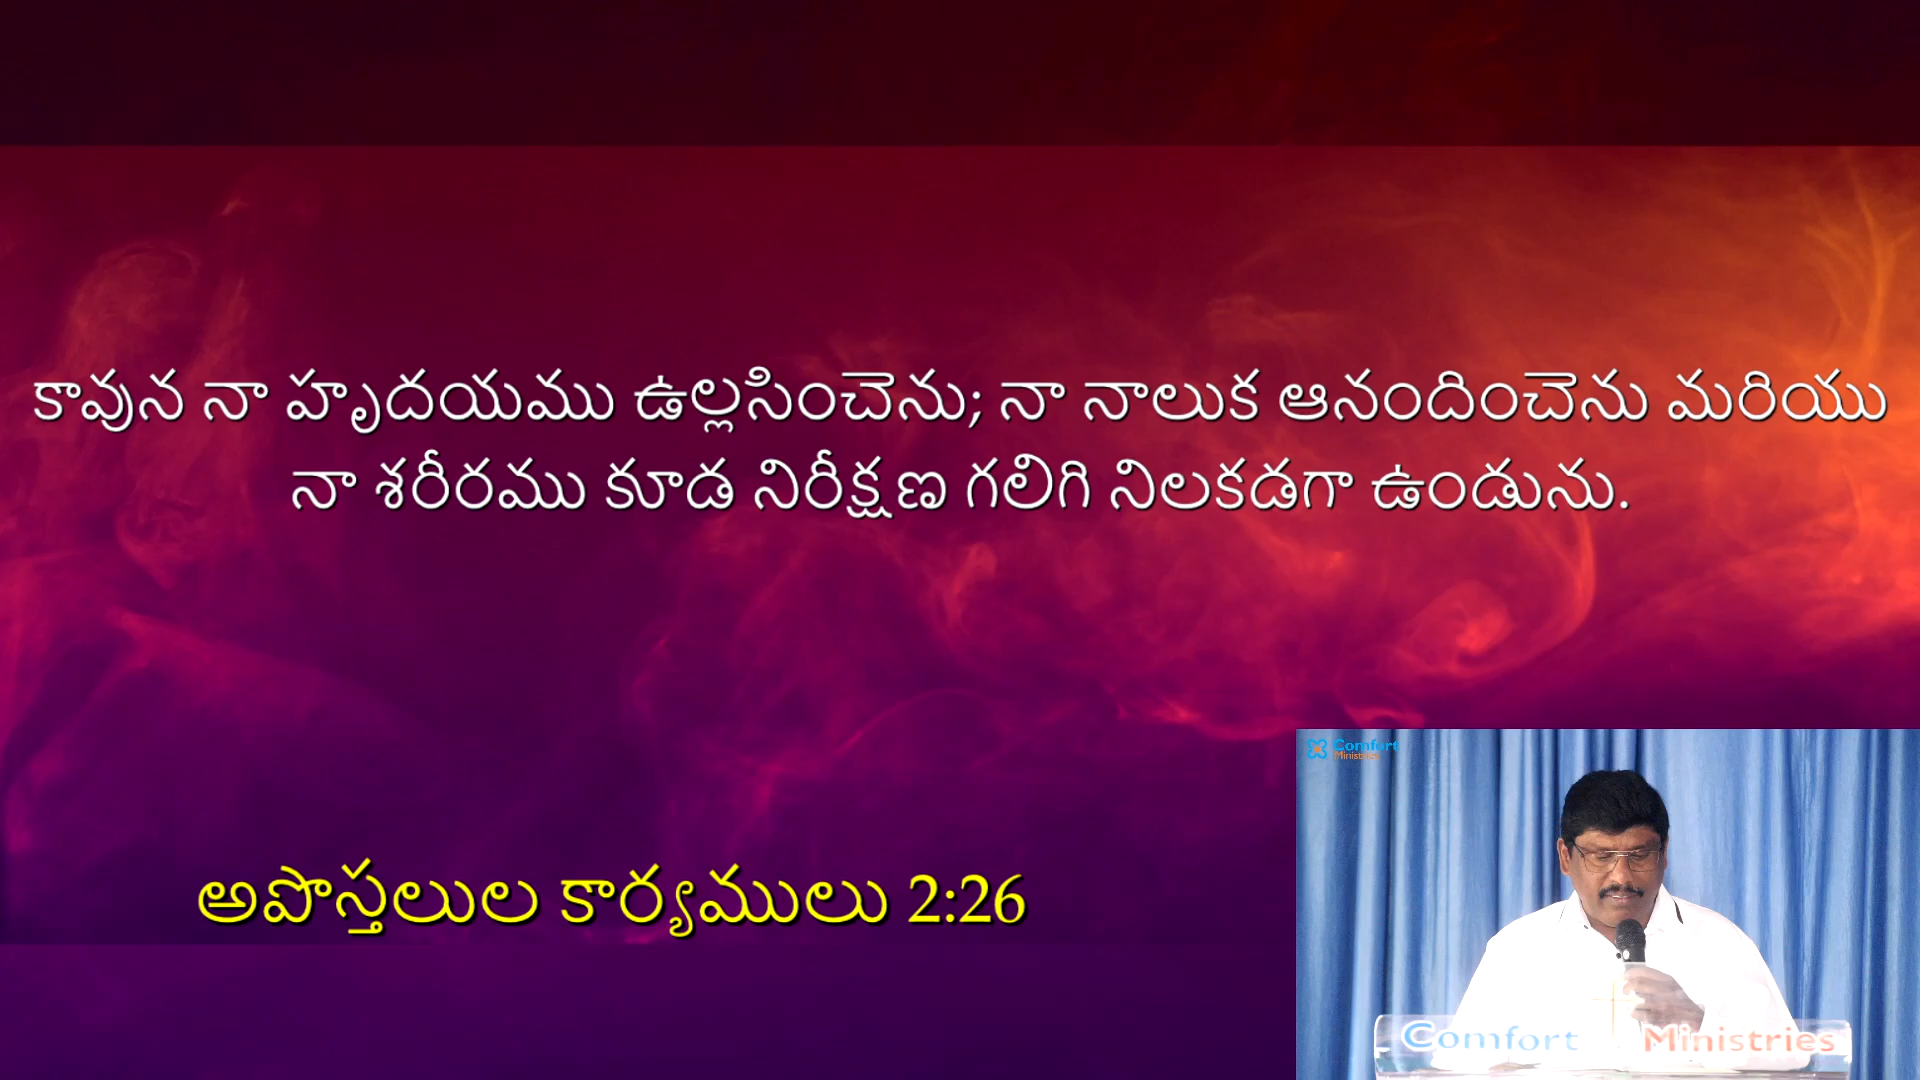 కావున నా హృదయము ఉల్లసించెను; నా నాలుక ఆనందించెను మరియు
నా శరీరము కూడ నిరీక్షణ గలిగి నిలకడగా ఉండును.
అపొస్తలుల కార్యములు 2:26
Comfort
Ministries
Comfort Ministries